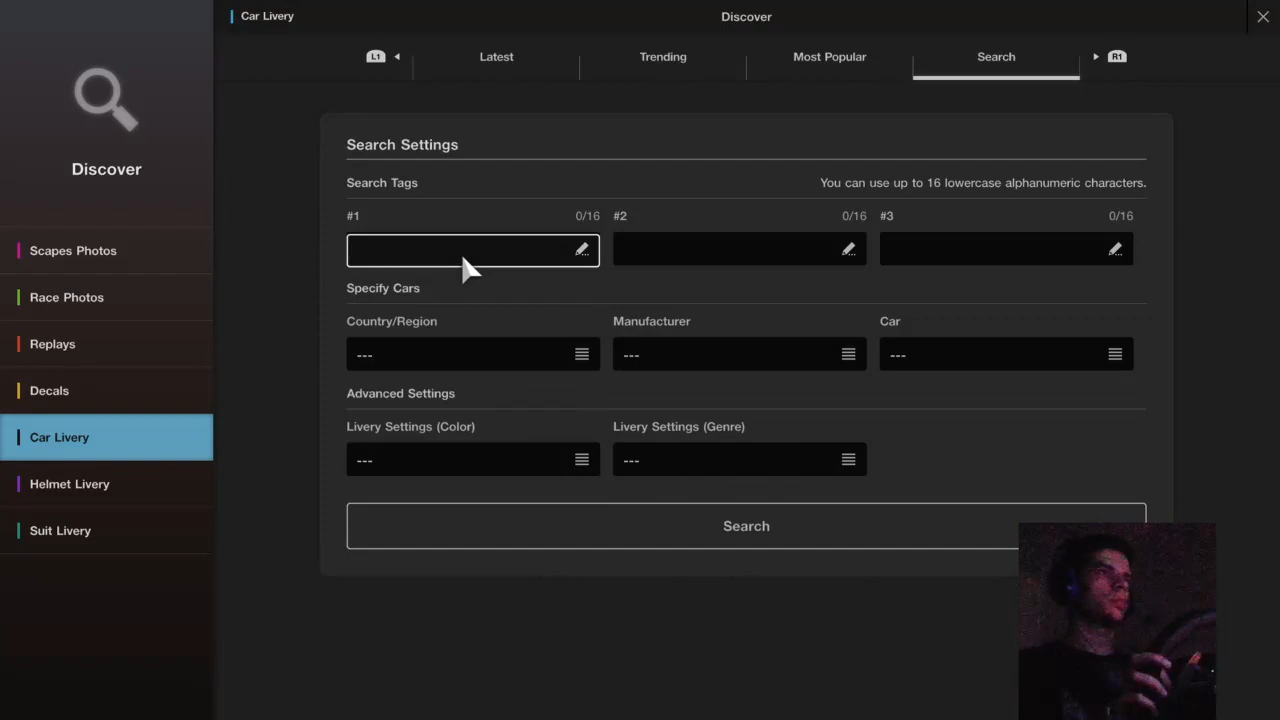 Car Livery
Discover
L1
Latest
Trending
Most Popular
Search
R1
Discover
Scapes Photos
Race Photos
Replays
Decals
Car Livery
Helmet Livery
Suit Livery
Search Settings
Search Tags
You can use up to 16 lowercase alphanumeric characters.
#1 0/16
#2 0/16
#3 0/16
Specify Cars
Country/Region
Manufacturer
Car
---
---
---
Advanced Settings
Livery Settings (Color)
Livery Settings (Genre)
---
---
Search